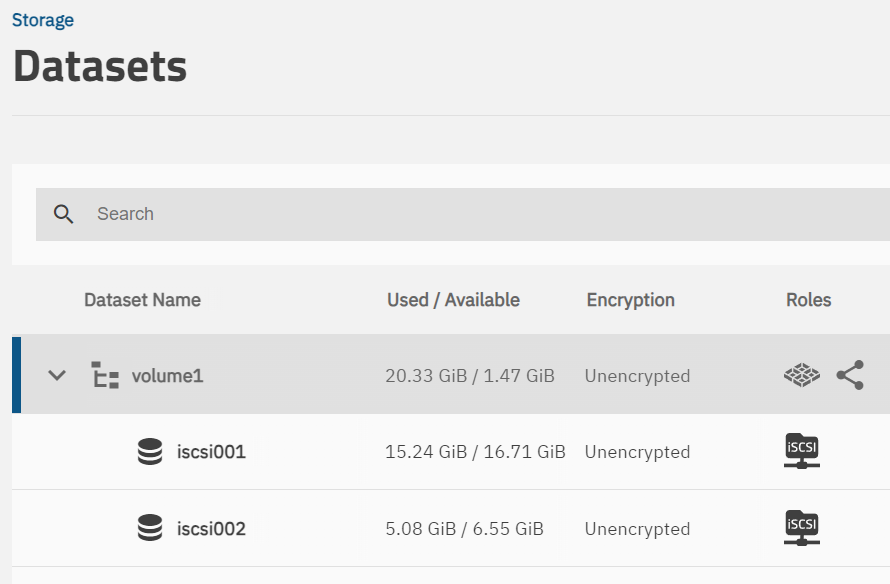 Storage
Datasets
Search
Dataset Name Used / Available Encryption Roles
volume1 20.33 GiB / 1.47 GiB Unencrypted
iscsi001 15.24 GiB / 16.71 GiB Unencrypted iSCSI
iscsi002 5.08 GiB / 6.55 GiB Unencrypted iSCSI